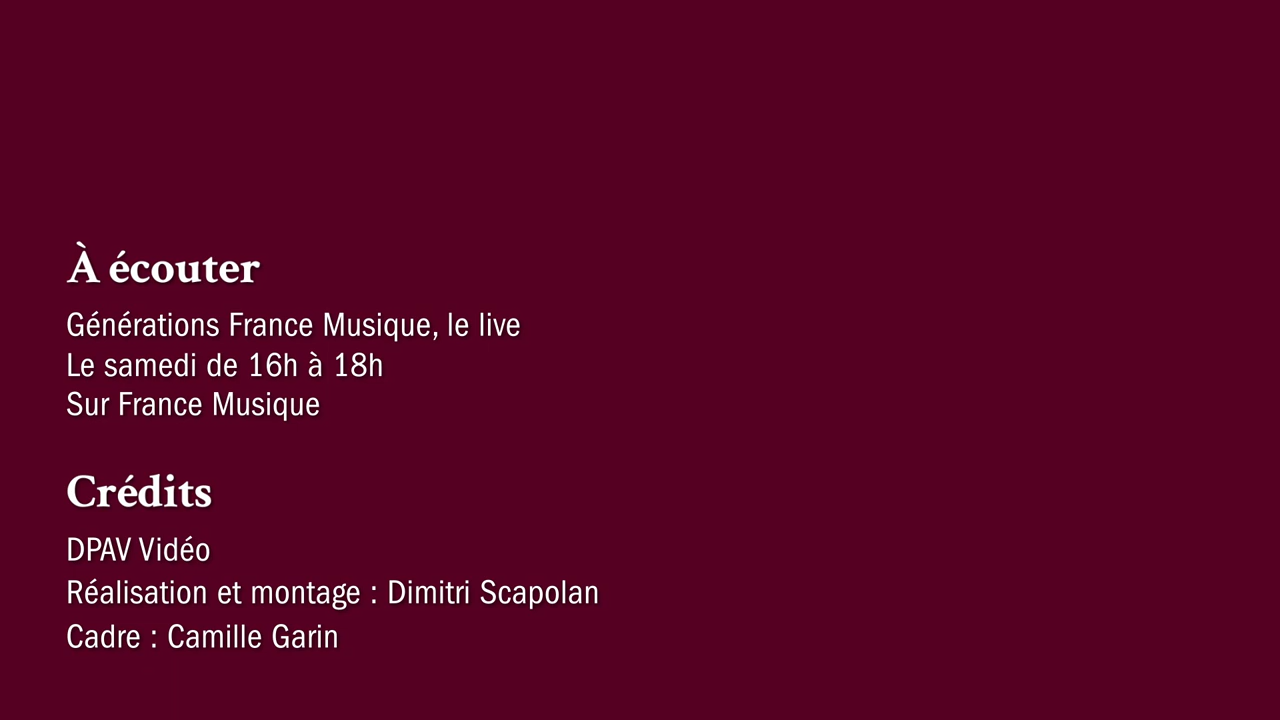 À écouter
Générations France Musique, le live
Le samedi de 16h à 18h
Sur France Musique
Crédits
DPAV Vidéo
Réalisation et montage : Dimitri Scapolan
Cadre : Camille Garin